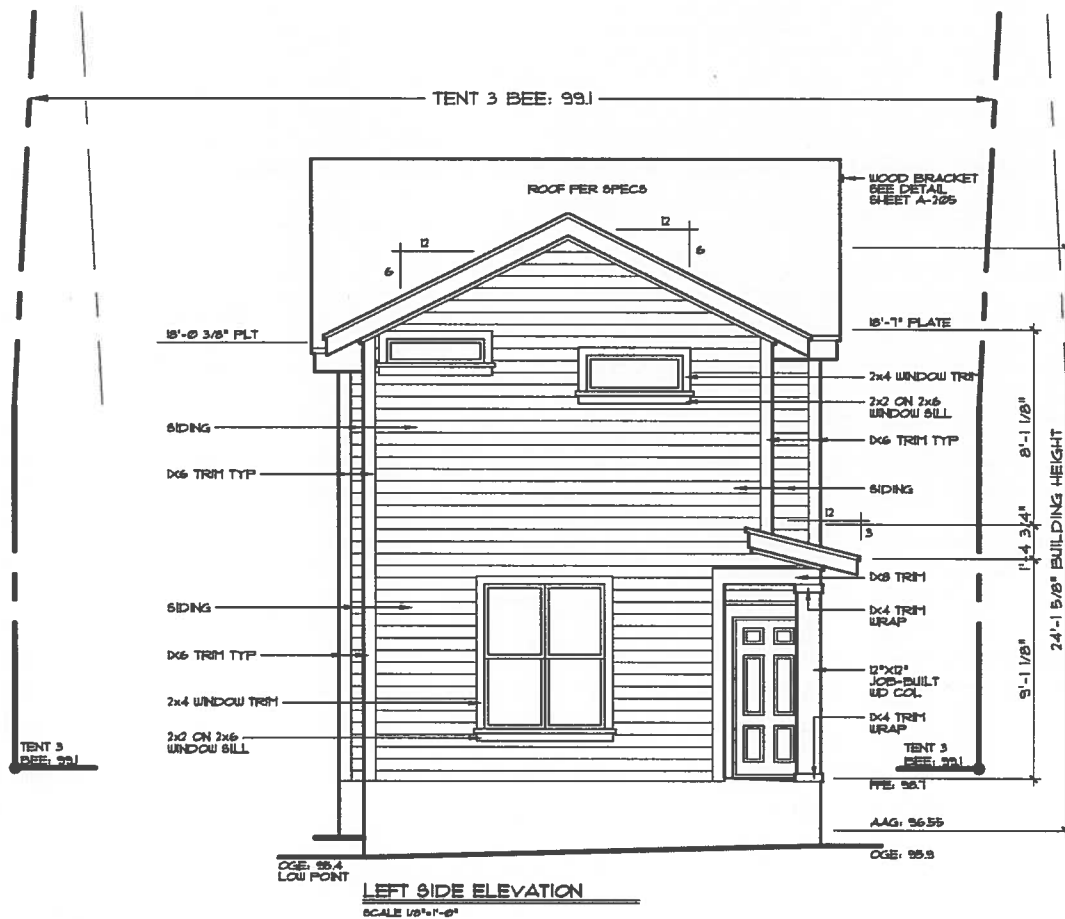 TENT 3 BEE: 99.1
ROOF PER SPECS
WOOD BRACKET
SEE DETAIL
SHEET A-205
12
6
12
6
18'-0 3/8" PLT
18'-7" PLATE
2x4 WINDOW TRIM
2x2 ON 2x6
WINDOW SILL
SIDING
1X6 TRIM TYP
1X6 TRIM TYP
SIDING
12
3
8'-1 1/8"
1'-4 3/4"
9'-1 1/8"
24'-1 5/8" BUILDING HEIGHT
1X8 TRIM
1X4 TRIM
WRAP
SIDING
1X6 TRIM TYP
12"X12"
JOB-BUILT
WD COL.
2x4 WINDOW TRIM
1X4 TRIM
WRAP
2x2 ON 2x6
WINDOW SILL
TENT 3
BEE: 99.1
TENT 3
BEE: 99.1
FFE: 98.7
AAG: 96.55
OGE: 95.4
LOW POINT
OGE: 95.9
LEFT SIDE ELEVATION
SCALE 1/8"=1'-0"